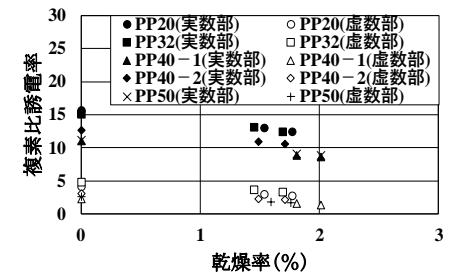 複素比誘電率
30
25
20
15
10
5
0
PP20(実数部) PP20(虚数部)
PP32(実数部) PP32(虚数部)
PP40－1(実数部) PP40－1(虚数部)
PP40－2(実数部) PP40－2(虚数部)
PP50(実数部) PP50(虚数部)
0 1 2 3
乾燥率(%)